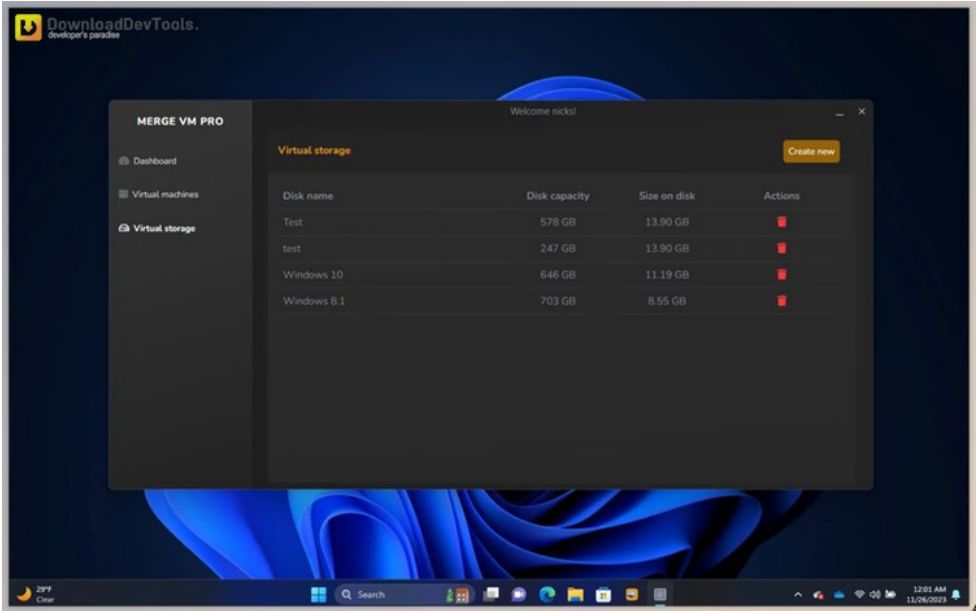 DownloadDevTools.
developer's paradise
Welcome nicks!
MERGE VM PRO
Dashboard
Virtual machines
Virtual storage
Virtual storage
Create new
Disk name Disk capacity Size on disk Actions
Test 578 GB 13.90 GB
test 247 GB 13.90 GB
Windows 10 646 GB 11.19 GB
Windows 8.1 703 GB 8.55 GB
29°F
Clear
Search
12:01 AM
11/26/2023